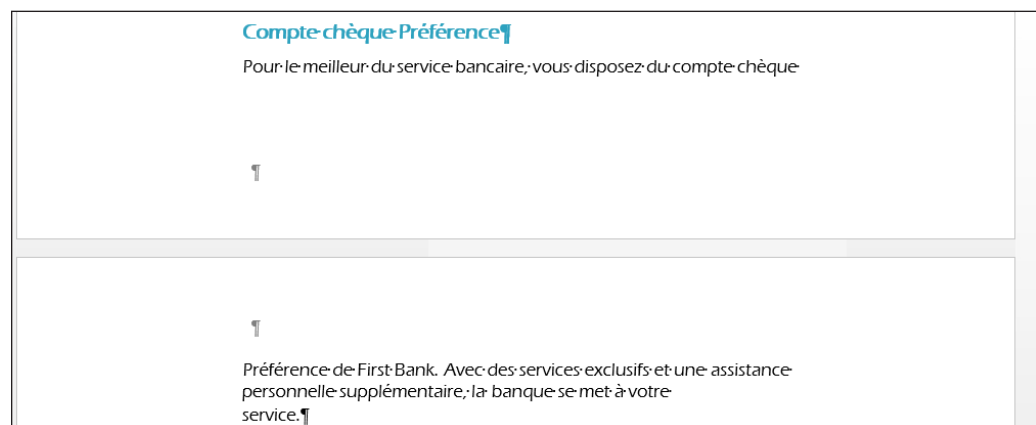 Compte chèque Préférence¶
Pour·le·meilleur·du·service·bancaire,·vous·disposez·du·compte·chèque·
¶
¶
Préférence·de·First·Bank.··Avec·des·services·exclusifs·et·une·assistance·
personnelle·supplémentaire,·la·banque·se·met·à·votre·
service.¶